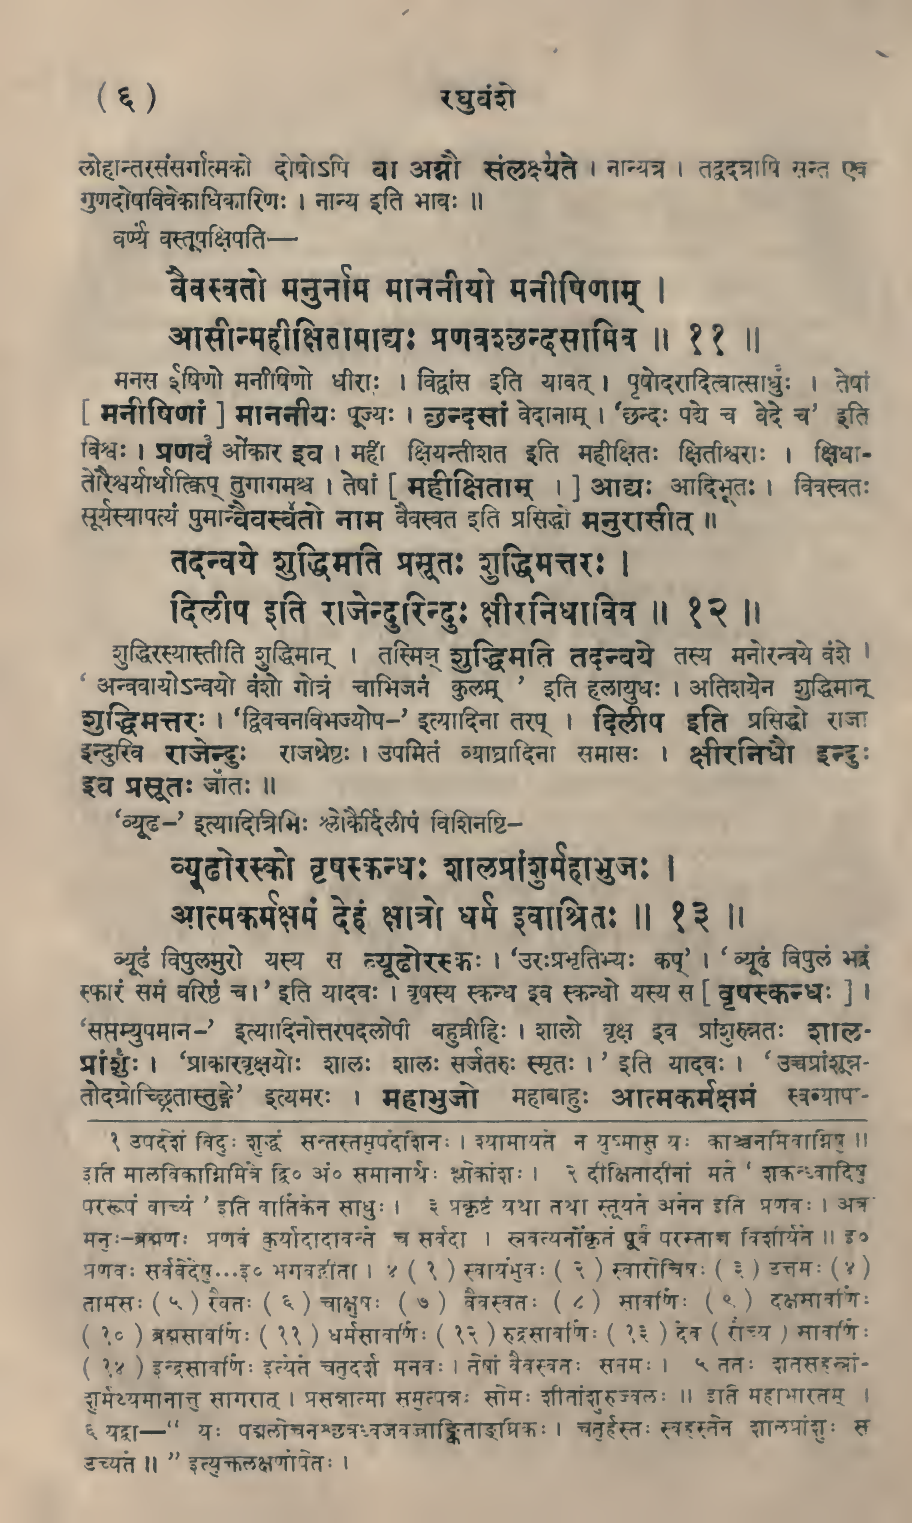 ( ६ ) रघुवंशे
लोहान्तरसंसर्गात्मको दोषोऽपि वा अग्नौ संलक्ष्यते । नान्यत्र । तद्वदत्रापि सन्त एव
गुणदोषविवेकाधिकारिणः । नान्य इति भावः ॥
वर्ण्यं वस्तूपक्षिपति—
वैवस्वतो मनुर्नाम माननीयो मनीषिणाम् ।
आसीन्महीक्षितामाद्यः प्रणवश्छन्दसामिव ॥ ११ ॥
मनस ईषिणो मनीषिणो धीराः । विद्वांस इति यावत् । पृषोदरादित्वात्साधुः । तेषां
[ मनीषिणां ] माननीयः पूज्यः । छन्दसां वेदानाम् । ‘छन्दः पद्ये च वेदे च’ इति
विश्वः । प्रणवं ओंकार इव । महीं क्षियन्तीशत इति महीक्षितः क्षितीश्वराः । क्षिधा-
तेरैश्वर्यार्थात्क्विप् तुगागमश्च । तेषां [ महीक्षिताम् । ] आद्यः आदिभूतः । विवस्वतः
सूर्यस्यापत्यं पुमान्वैवस्वतो नाम वैवस्वत इति प्रसिद्धो मनुरासीत् ॥
तदन्वये शुद्धिमति प्रसूतः शुद्धिमत्तरः ।
दिलीप इति राजेन्दुरिन्दुः क्षीरनिधाविव ॥ १२ ॥
शुद्धिरस्यास्तीति शुद्धिमान् । तस्मिन् शुद्धिमति तदन्वये तस्य मनोरन्वये वंशे ।
‘ अन्ववायोऽन्वयो वंशो गोत्रं चाभिजनं कुलम् ’ इति हलायुधः । अतिशयेन शुद्धिमान्
शुद्धिमत्तरः । ‘द्विवचनविभज्योप–’ इत्यादिना तरप् । दिलीप इति प्रसिद्धो राजा
इन्दुरिव राजेन्दुः राजश्रेष्ठः । उपमितं व्याघ्रादिना समासः । क्षीरनिधौ इन्दुः
इव प्रसूतः जातः ॥
‘व्यूढ–’ इत्यादित्रिभिः श्लोकैर्दिलीपं विशिनष्टि–
व्यूढोरस्को वृषस्कन्धः शालप्रांशुर्महाभुजः ।
आत्मकर्मक्षमं देहं क्षात्रो धर्म इवाश्रितः ॥ १३ ॥
व्यूढं विपुलमुरो यस्य स व्यूढोरस्कः । ‘उरःप्रभृतिभ्यः कप्’ । ‘ व्यूढं विपुलं भद्रं
स्फारं समं वरिष्ठं च।’ इति यादवः । वृषस्य स्कन्ध इव स्कन्धो यस्य स [ वृषस्कन्धः ] ।
‘सप्तम्युपमान–’ इत्यादिनोत्तरपदलोपी बहुव्रीहिः । शालो वृक्ष इव प्रांशुरुन्नतः शाल-
प्रांशुः । ‘प्राकारवृक्षयोः शालः शालः सर्जतरुः स्मृतः ।’ इति यादवः । ‘ उच्चप्रांशून्न-
तोदग्रोच्छ्रितास्तुङ्गे’ इत्यमरः । महाभुजो महाबाहुः आत्मकर्मक्षमं स्वव्यापा-
१ उपदेशं विदुः शुद्धं सन्तस्तमुपदेशिनः । श्यामायते न युष्मासु यः काञ्चनमिवाग्निषु ॥
इति मालविकाग्निमित्रे द्वि० अं० समानार्थः श्लोकांशः । २ दीक्षितादीनां मते ‘ शकन्ध्वादिषु
पररूपं वाच्यं ’ इति वार्तिकेन साधुः । ३ प्रकृष्टं यथा तथा स्तूयते अनेन इति प्रणवः । अत्र
मनुः–ब्रह्मणः प्रणवं कुर्यादादावन्ते च सर्वदा । स्रवत्यनोंकृतं पूर्वं परस्ताच्च विशीर्यते ॥ इ०
प्रणवः सर्ववेदेषु...इ० भगवद्गीता । ४ ( १ ) स्वायंभुवः ( २ ) स्वारोचिषः ( ३ ) उत्तमः ( ४ )
तामसः ( ५ ) रैवतः ( ६ ) चाक्षुषः ( ७ ) वैवस्वतः ( ८ ) सावर्णिः ( ९ ) दक्षसावर्णिः
( १० ) ब्रह्मसावर्णिः ( ११ ) धर्मसावर्णिः ( १२ ) रुद्रसावर्णिः ( १३ ) देव ( रौच्य ) सावर्णिः
( १४ ) इन्द्रसावर्णिः इत्येते चतुर्दश मनवः । तेषां वैवस्वतः सप्तमः । ५ ततः शतसहस्रां-
शुर्मथ्यमानात्तु सागरात् । प्रसन्नात्मा समुत्पन्नः सोमः शीतांशुरुज्ज्वलः ॥ इति महाभारतम् ।
६ यद्वा—“ यः पद्मलोचनश्छत्रध्वजवज्राङ्किताङ्घ्रिकः । चतुर्हस्तः स्वहस्तेन शालप्रांशुः स
उच्यते ॥ ” इत्युक्तलक्षणोपेतः ।